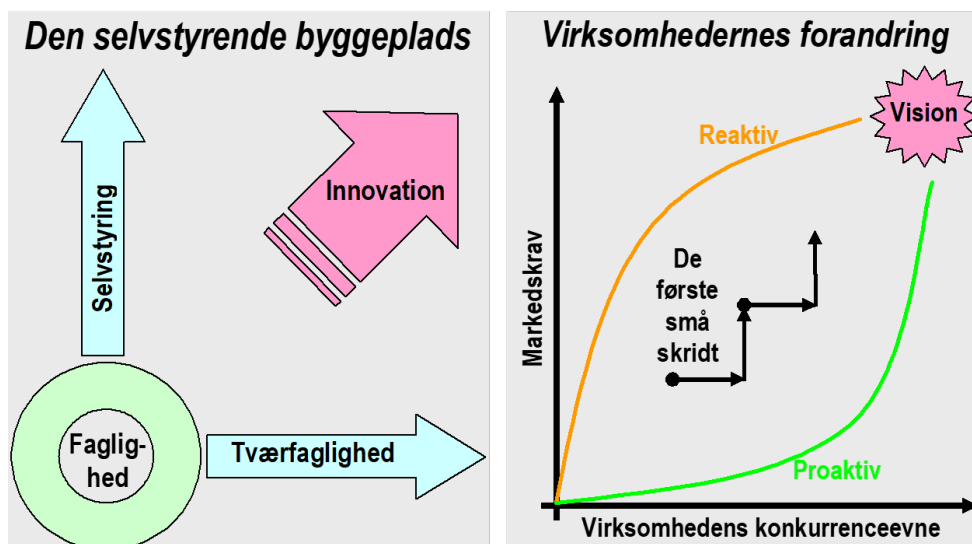 Den selvstyrende byggeplads
Selvstyring
Innovation
Faglig-
hed
Tværfaglighed
Virksomhedernes forandring
Vision
Reaktiv
Markedskrav
De
første
små
skridt
Proaktiv
Virksomhedens konkurrenceevne